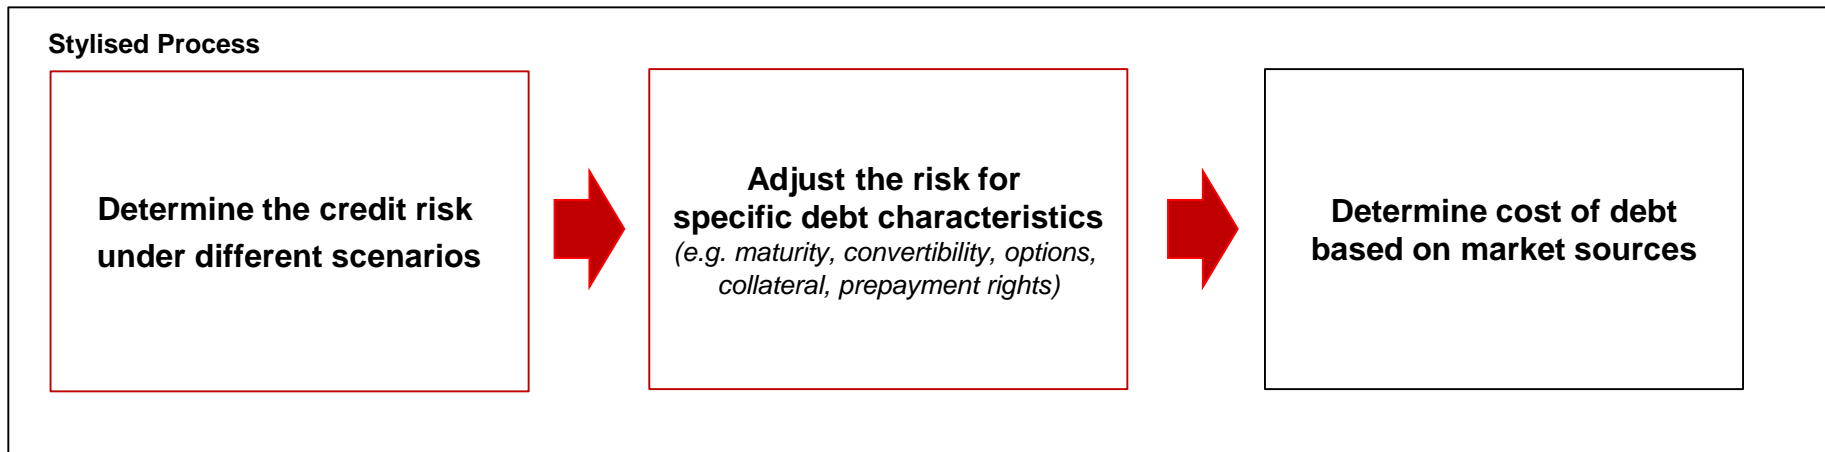 Stylised Process
Determine the credit risk
under different scenarios
Adjust the risk for
specific debt characteristics
(e.g. maturity, convertibility, options,
collateral, prepayment rights)
Determine cost of debt
based on market sources